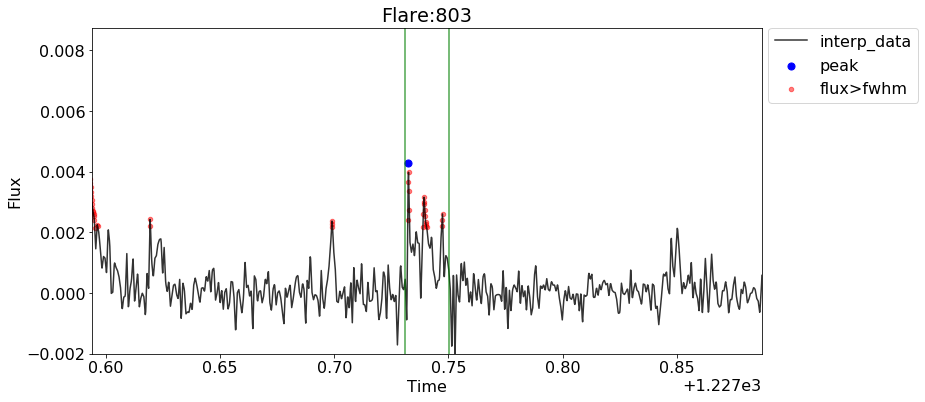 Flare:803
interp_data
peak
flux>fwhm
Flux
0.008
0.006
0.004
0.002
0.000
−0.002
0.60
0.65
0.70
0.75
0.80
0.85
Time
+1.227e3